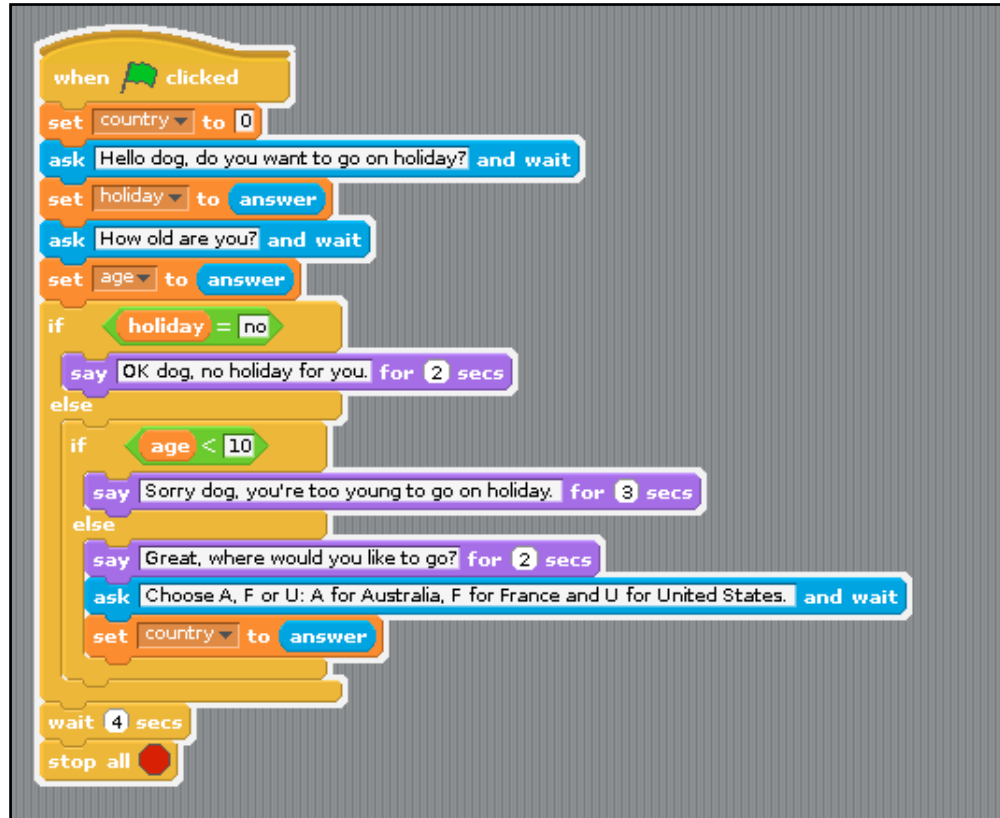 when clicked
set country to 0
ask Hello dog, do you want to go on holiday? and wait
set holiday to answer
ask How old are you? and wait
set age to answer
if holiday = no
say OK dog, no holiday for you. for 2 secs
else
if age < 10
say Sorry dog, you're too young to go on holiday. for 3 secs
else
say Great, where would you like to go? for 2 secs
ask Choose A, F or U: A for Australia, F for France and U for United States. and wait
set country to answer
wait 4 secs
stop all